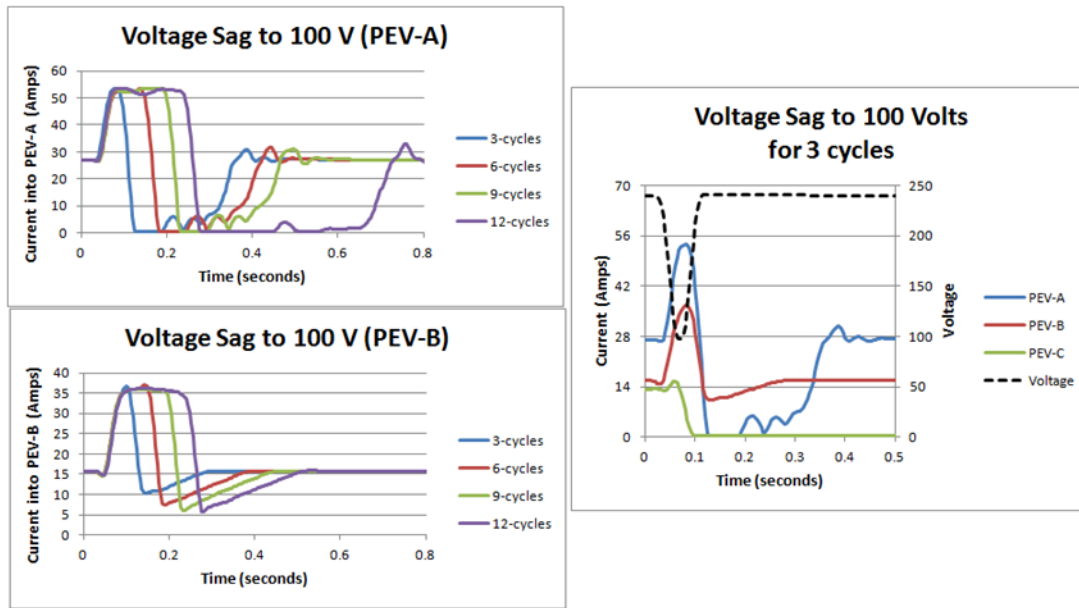 Voltage Sag to 100 V (PEV-A)
Current into PEV-A (Amps)
60
50
40
30
20
10
0
0
0.2
0.4
0.6
0.8
Time (seconds)
3-cycles
6-cycles
9-cycles
12-cycles
Voltage Sag to 100 V (PEV-B)
Current into PEV-B (Amps)
40
35
30
25
20
15
10
5
0
0
0.2
0.4
0.6
0.8
Time (seconds)
3-cycles
6-cycles
9-cycles
12-cycles
Voltage Sag to 100 Volts
for 3 cycles
Current (Amps)
70
56
42
28
14
0
250
200
150
100
50
0
Voltage
0
0.1
0.2
0.3
0.4
0.5
Time (seconds)
PEV-A
PEV-B
PEV-C
Voltage